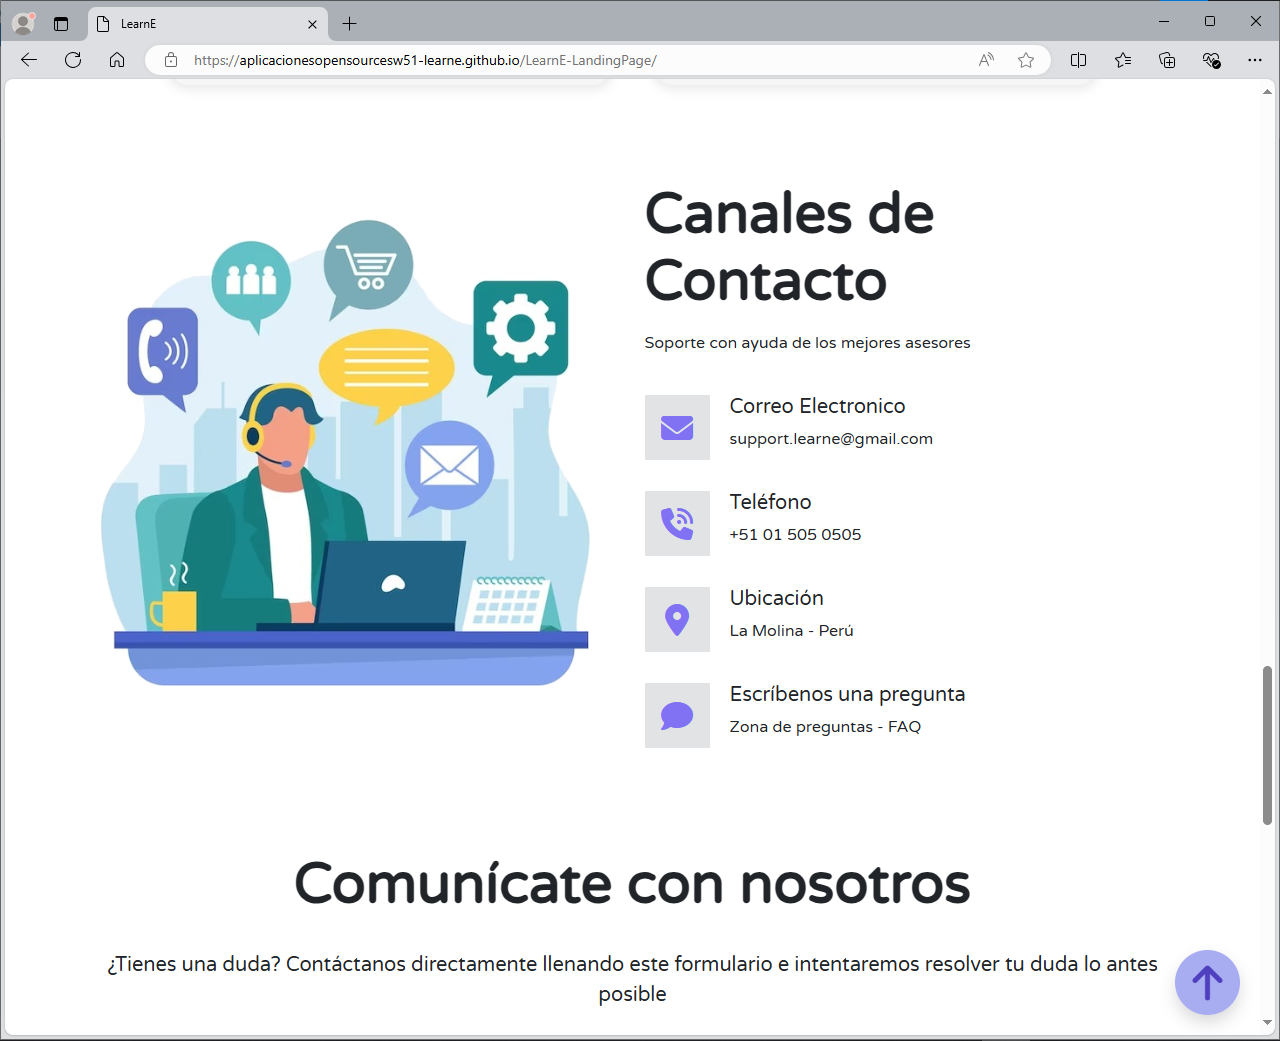 LearnE
https://aplicacionesopensourcesw51-learne.github.io/LearnE-LandingPage/
Canales de
Contacto
Soporte con ayuda de los mejores asesores
Correo Electronico
support.learne@gmail.com
Teléfono
+51 01 505 0505
Ubicación
La Molina - Perú
Escríbenos una pregunta
Zona de preguntas - FAQ
Comunícate con nosotros
¿Tienes una duda? Contáctanos directamente llenando este formulario e intentaremos resolver tu duda lo antes
posible